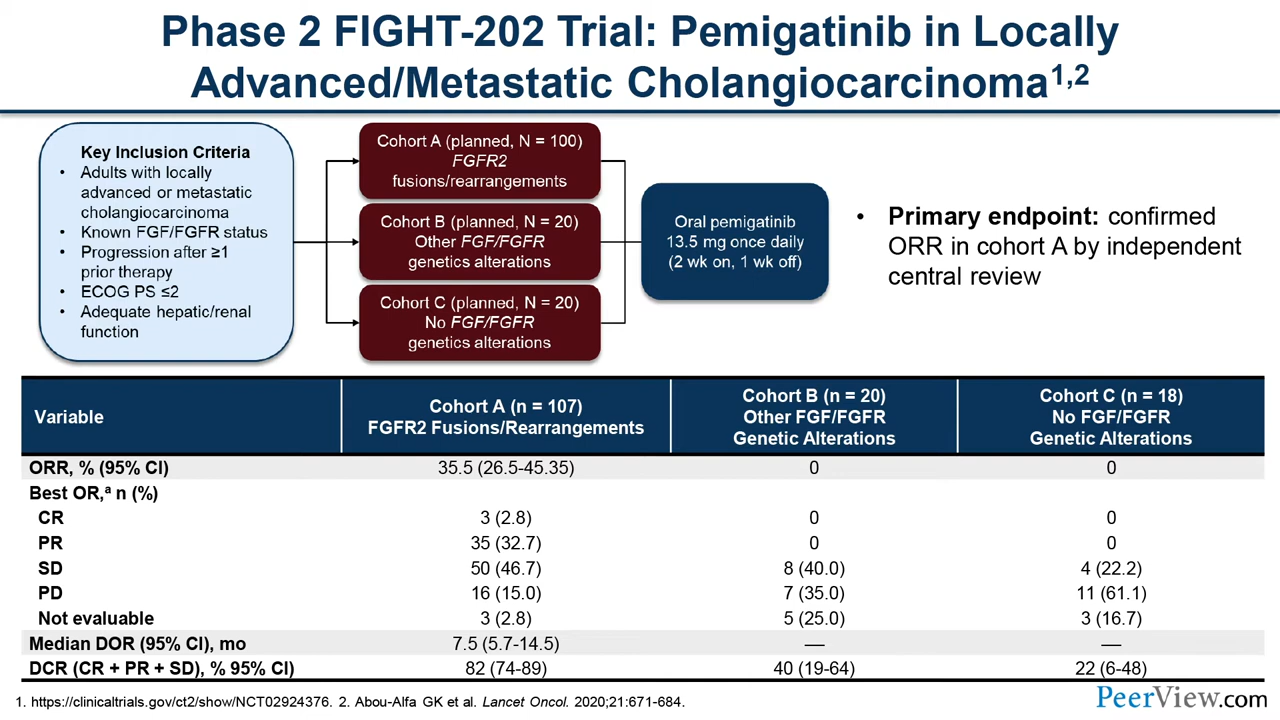 Phase 2 FIGHT-202 Trial: Pemigatinib in Locally
Advanced/Metastatic Cholangiocarcinoma1,2
Key Inclusion Criteria
• Adults with locally
advanced or metastatic
cholangiocarcinoma
• Known FGF/FGFR status
• Progression after ≥1
prior therapy
• ECOG PS ≤2
• Adequate hepatic/renal
function
Cohort A (planned, N = 100)
FGFR2
fusions/rearrangements
Cohort B (planned, N = 20)
Other FGF/FGFR
genetics alterations
Cohort C (planned, N = 20)
No FGF/FGFR
genetics alterations
Oral pemigatinib
13.5 mg once daily
(2 wk on, 1 wk off)
• Primary endpoint: confirmed
ORR in cohort A by independent
central review
Variable
Cohort A (n = 107)
FGFR2 Fusions/Rearrangements
Cohort B (n = 20)
Other FGF/FGFR
Genetic Alterations
Cohort C (n = 18)
No FGF/FGFR
Genetic Alterations
ORR, % (95% CI) 35.5 (26.5-45.35) 0 0
Best OR,a n (%)
CR 3 (2.8) 0 0
PR 35 (32.7) 0 0
SD 50 (46.7) 8 (40.0) 4 (22.2)
PD 16 (15.0) 7 (35.0) 11 (61.1)
Not evaluable 3 (2.8) 5 (25.0) 3 (16.7)
Median DOR (95% CI), mo 7.5 (5.7-14.5) — —
DCR (CR + PR + SD), % 95% CI) 82 (74-89) 40 (19-64) 22 (6-48)
1. https://clinicaltrials.gov/ct2/show/NCT02924376. 2. Abou-Alfa GK et al. Lancet Oncol. 2020;21:671-684.
PeerView.com